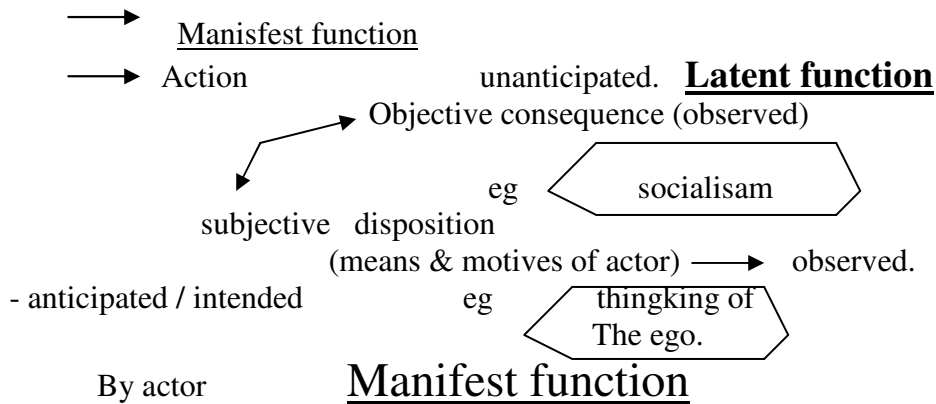 Manisfest function
Action unanticipated. Latent function
Objective consequence (observed)
eg socialisam
subjective disposition
(means & motives of actor) observed.
- anticipated / intended eg thingking of
The ego.
By actor Manifest function